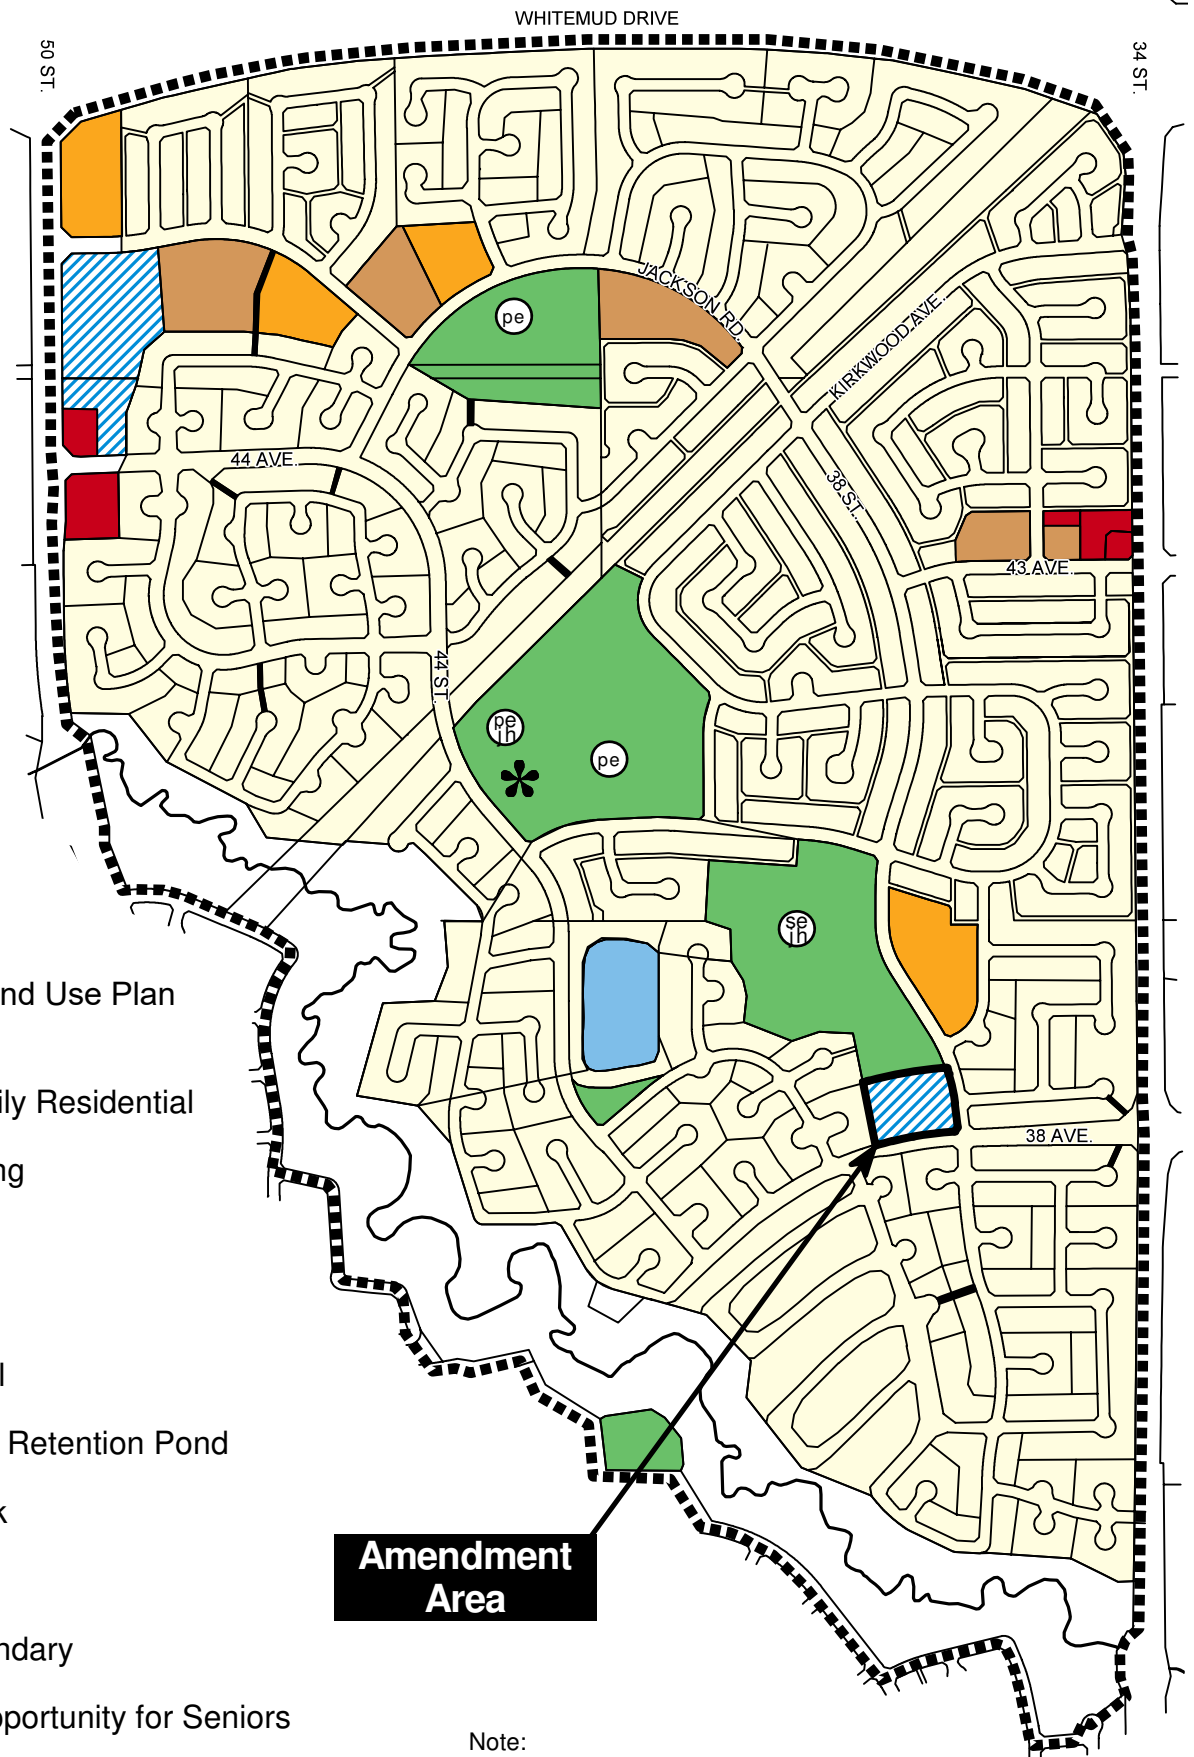 WHITEMUD DRIVE
50 ST.
34 ST.
JACKSON RD.
pe
KIRKWOOD AVE.
44 AVE.
38 ST.
43 AVE.
44 ST.
pe
jh
pe
*
se
jh
nd Use Plan
ily Residential
38 AVE.
ng
l
Retention Pond
k
Amendment
Area
ndary
pportunity for Seniors
Note: